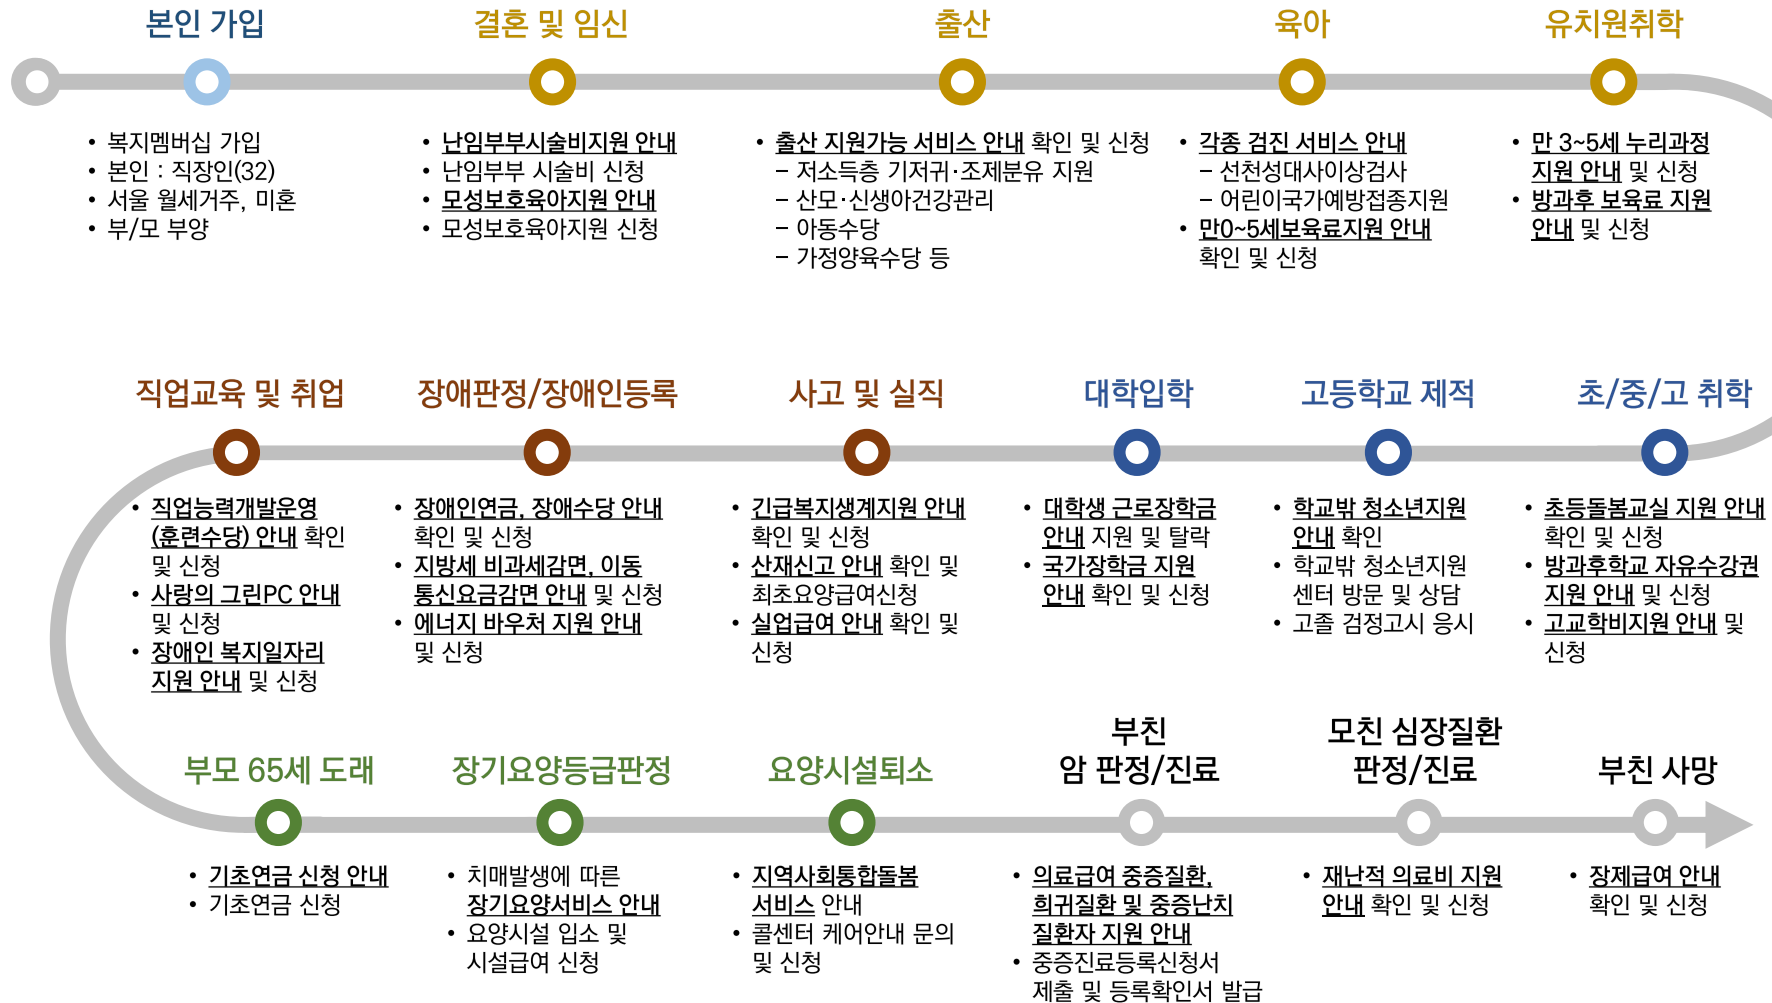 본인 가입
• 복지멤버십 가입
• 본인 : 직장인(32)
• 서울 월세거주, 미혼
• 부/모 부양
결혼 및 임신
• 난임부부시술비지원 안내
• 난임부부 시술비 신청
• 모성보호육아지원 안내
• 모성보호육아지원 신청
출산
• 출산 지원가능 서비스 안내 확인 및 신청
– 저소득층 기저귀·조제분유 지원
– 산모·신생아건강관리
– 아동수당
– 가정양육수당 등
육아
• 각종 검진 서비스 안내
– 선천성대사이상검사
– 어린이국가예방접종지원
• 만0~5세보육료지원 안내
확인 및 신청
유치원취학
• 만 3~5세 누리과정
지원 안내 및 신청
• 방과후 보육료 지원
안내 및 신청
직업교육 및 취업
• 직업능력개발운영
(훈련수당) 안내 확인
및 신청
• 사랑의 그린PC 안내
및 신청
• 장애인 복지일자리
지원 안내 및 신청
장애판정/장애인등록
• 장애인연금, 장애수당 안내
확인 및 신청
• 지방세 비과세감면, 이동
통신요금감면 안내 및 신청
• 에너지 바우처 지원 안내
및 신청
사고 및 실직
• 긴급복지생계지원 안내
확인 및 신청
• 산재신고 안내 확인 및
최초요양급여신청
• 실업급여 안내 확인 및
신청
대학입학
• 대학생 근로장학금
안내 지원 및 탈락
• 국가장학금 지원
안내 확인 및 신청
고등학교 제적
• 학교밖 청소년지원
안내 확인
• 학교밖 청소년지원
센터 방문 및 상담
• 고졸 검정고시 응시
초/중/고 취학
• 초등돌봄교실 지원 안내
확인 및 신청
• 방과후학교 자유수강권
지원 안내 및 신청
• 고교학비지원 안내 및
신청
부모 65세 도래
• 기초연금 신청 안내
• 기초연금 신청
장기요양등급판정
• 치매발생에 따른
장기요양서비스 안내
• 요양시설 입소 및
시설급여 신청
요양시설퇴소
• 지역사회통합돌봄
서비스 안내
• 콜센터 케어안내 문의
및 신청
부친
암 판정/진료
• 의료급여 중증질환,
희귀질환 및 중증난치
질환자 지원 안내
• 중증진료등록신청서
제출 및 등록확인서 발급
모친 심장질환
판정/진료
• 재난적 의료비 지원
안내 확인 및 신청
부친 사망
• 장제급여 안내
확인 및 신청